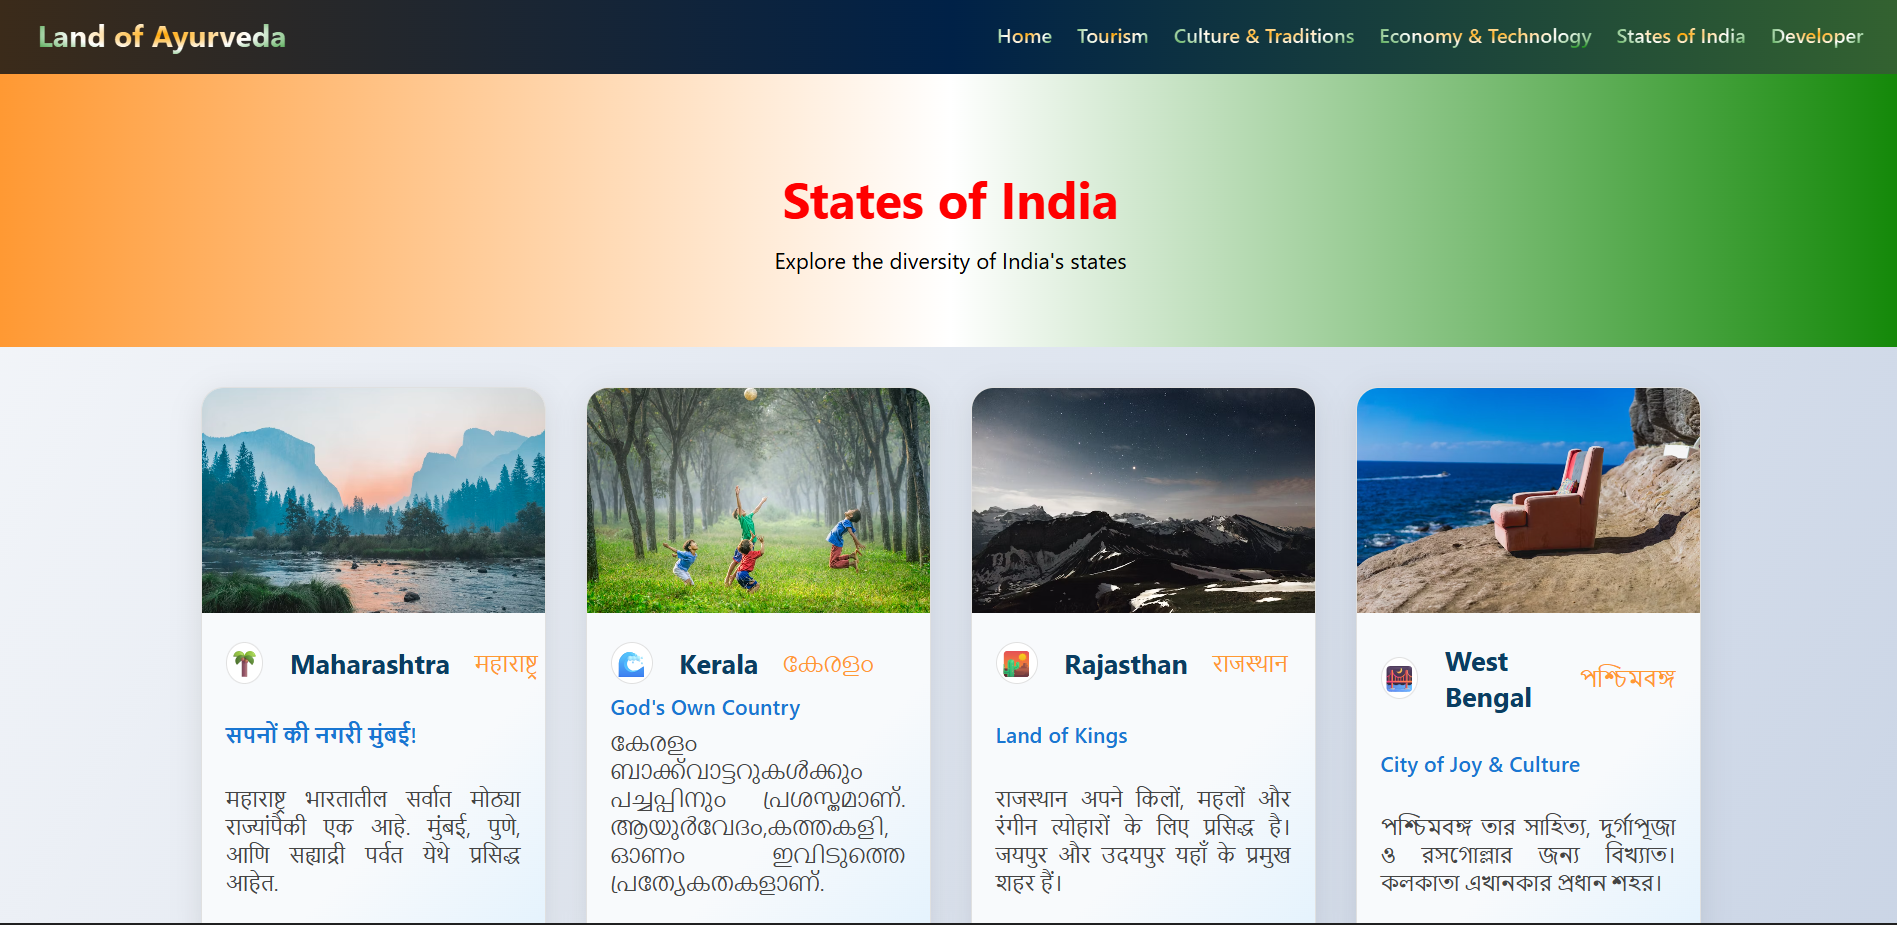 Land of Ayurveda
Home Tourism Culture & Traditions Economy & Technology States of India Developer
States of India
Explore the diversity of India's states
Maharashtra महाराष्ट्र
सपनों की नगरी मुंबई!
महाराष्ट्र भारतातील सर्वात मोठ्या
राज्यांपैकी एक आहे. मुंबई, पुणे,
आणि सह्याद्री पर्वत येथे प्रसिद्ध
आहेत.
Kerala കേരളം
God's Own Country
കേരളം
ബാക്ക്‌വാട്ടറുകൾക്കും
പച്ചപ്പിനും പ്രശസ്തമാണ്.
ആയുർവേദം,കത്തകളി,
ഓണം ഇവിടുത്തെ
പ്രത്യേകതകളാണ്.
Rajasthan राजस्थान
Land of Kings
राजस्थान अपने किलों, महलों और
रंगीन त्योहारों के लिए प्रसिद्ध है।
जयपुर और उदयपुर यहाँ के प्रमुख
शहर हैं।
West
Bengal পশ্চিমবঙ্গ
City of Joy & Culture
পশ্চিমবঙ্গ তার সাহিত্য, দুর্গাপূজা
ও রসগোল্লার জন্য বিখ্যাত।
কলকাতা এখানকার প্রধান শহর।